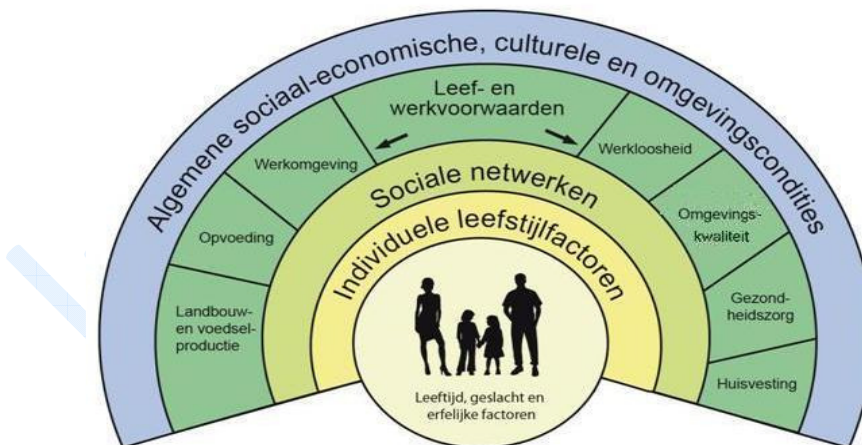 Algemene sociaal-economische, culturele en omgevingscondities
Leef- en
werkvoorwaarden
Werkomgeving
Werkloosheid
Opvoeding
Omgevings-
kwaliteit
Landbouw-
en voedsel-
productie
Gezond-
heidszorg
Huisvesting
Sociale netwerken
Individuele leefstijlfactoren
Leeftijd, geslacht en
erfelijke factoren